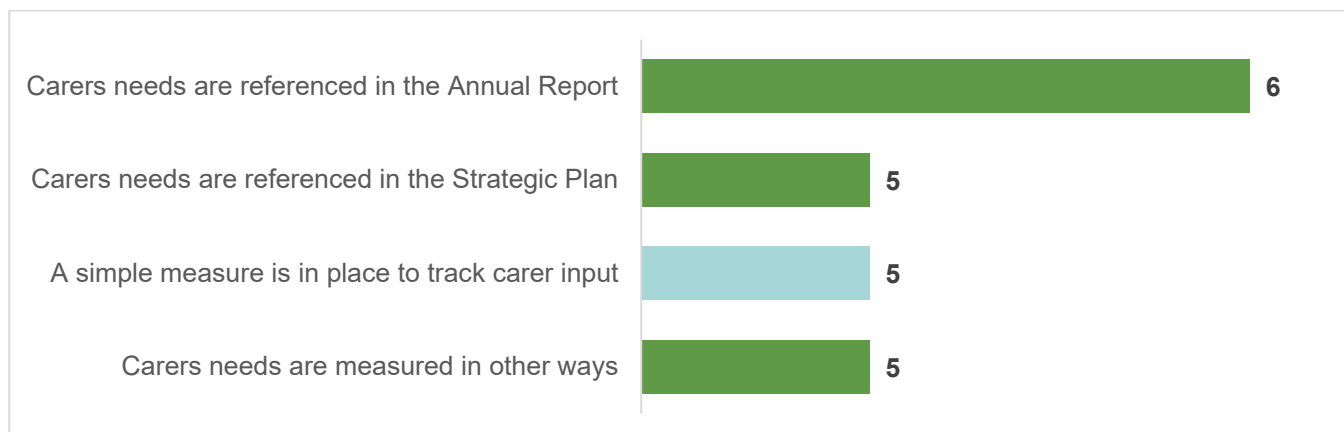 Carers needs are referenced in the Annual Report 6
Carers needs are referenced in the Strategic Plan 5
A simple measure is in place to track carer input 5
Carers needs are measured in other ways 5